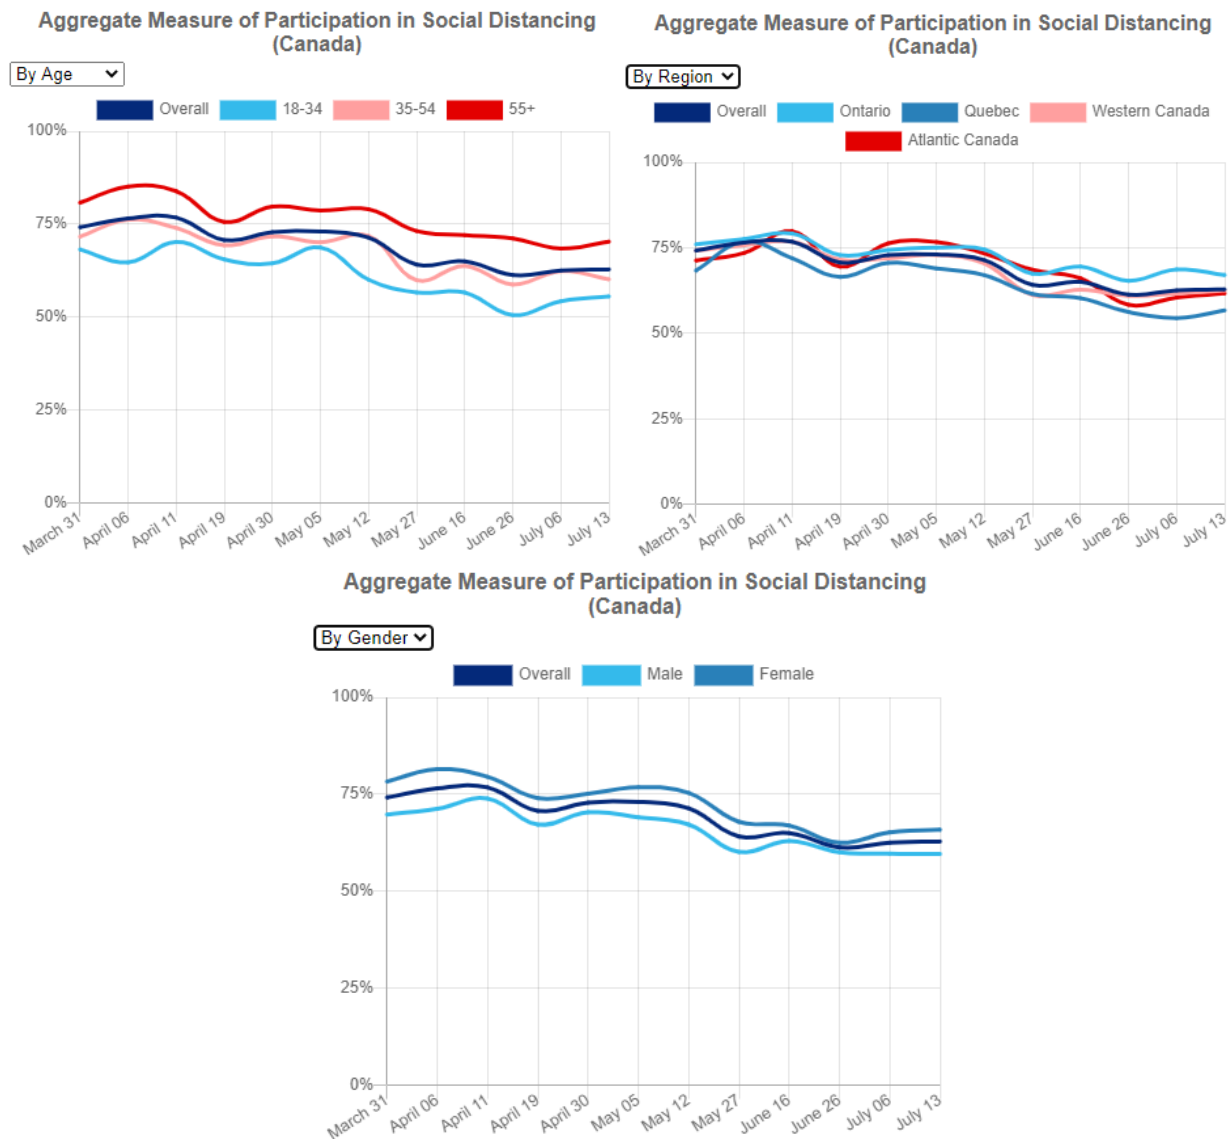 Aggregate Measure of Participation in Social Distancing
(Canada)
By Age
Overall 18-34 35-54 55+
100%
75%
50%
25%
0%
March 31 April 06 April 11 April 19 April 30 May 05 May 12 May 27 June 16 June 26 July 06 July 13
Aggregate Measure of Participation in Social Distancing
(Canada)
By Region
Overall Ontario Quebec Western Canada
Atlantic Canada
100%
75%
50%
25%
0%
March 31 April 06 April 11 April 19 April 30 May 05 May 12 May 27 June 16 June 26 July 06 July 13
Aggregate Measure of Participation in Social Distancing
(Canada)
By Gender
Overall Male Female
100%
75%
50%
25%
0%
March 31 April 06 April 11 April 19 April 30 May 05 May 12 May 27 June 16 June 26 July 06 July 13